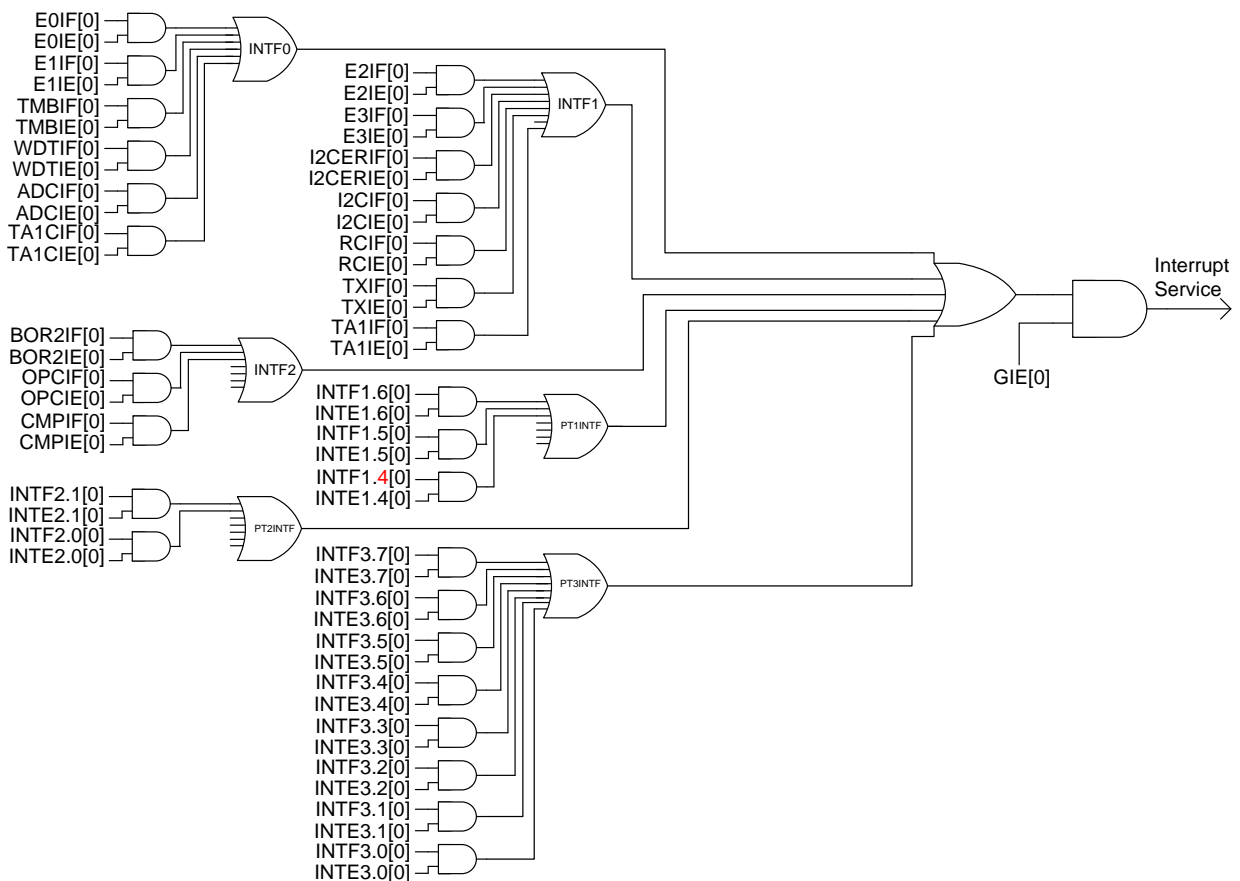 E0IF[0]
E0IE[0]
E1IF[0]
E1IE[0]
TMBIF[0]
TMBIE[0]
WDTIF[0]
WDTIE[0]
ADCIF[0]
ADCIE[0]
TA1CIF[0]
TA1CIE[0]
INTF0
E2IF[0]
E2IE[0]
E3IF[0]
E3IE[0]
I2CERIF[0]
I2CERIE[0]
I2CIF[0]
I2CIE[0]
RCIF[0]
RCIE[0]
TXIF[0]
TXIE[0]
TA1IF[0]
TA1IE[0]
INTF1
BOR2IF[0]
BOR2IE[0]
OPCIF[0]
OPCIE[0]
CMPIF[0]
CMPIE[0]
INTF2
INTF1.6[0]
INTE1.6[0]
INTF1.5[0]
INTE1.5[0]
INTF1.4[0]
INTE1.4[0]
PT1INTF
INTF2.1[0]
INTE2.1[0]
INTF2.0[0]
INTE2.0[0]
PT2INTF
INTF3.7[0]
INTE3.7[0]
INTF3.6[0]
INTE3.6[0]
INTF3.5[0]
INTE3.5[0]
INTF3.4[0]
INTE3.4[0]
INTF3.3[0]
INTE3.3[0]
INTF3.2[0]
INTE3.2[0]
INTF3.1[0]
INTE3.1[0]
INTF3.0[0]
INTE3.0[0]
PT3INTF
GIE[0]
Interrupt
Service